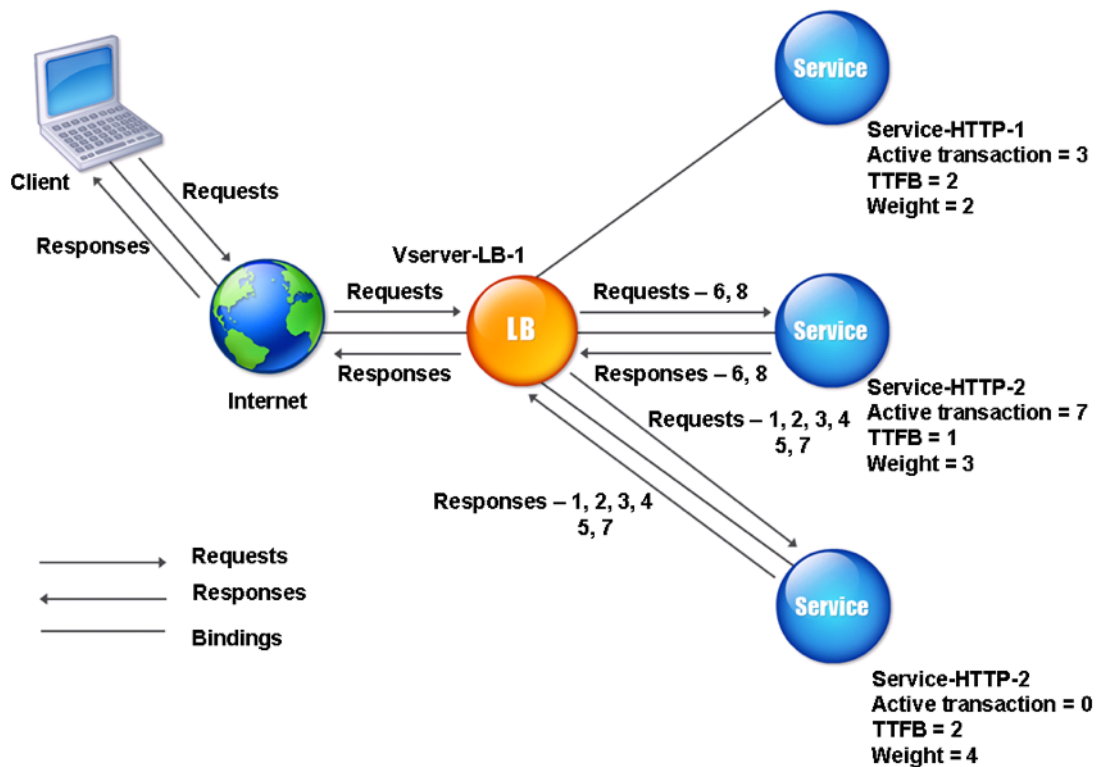 Service
Service-HTTP-1
Active transaction = 3
TTFB = 2
Weight = 2
Client
Requests
Responses
Vserver-LB-1
Requests
LB
Responses
Internet
Requests – 6, 8
Responses – 6, 8
Service
Service-HTTP-2
Active transaction = 7
TTFB = 1
Weight = 3
Requests – 1, 2, 3, 4
5, 7
Responses – 1, 2, 3, 4
5, 7
Requests
Responses
Bindings
Service
Service-HTTP-2
Active transaction = 0
TTFB = 2
Weight = 4